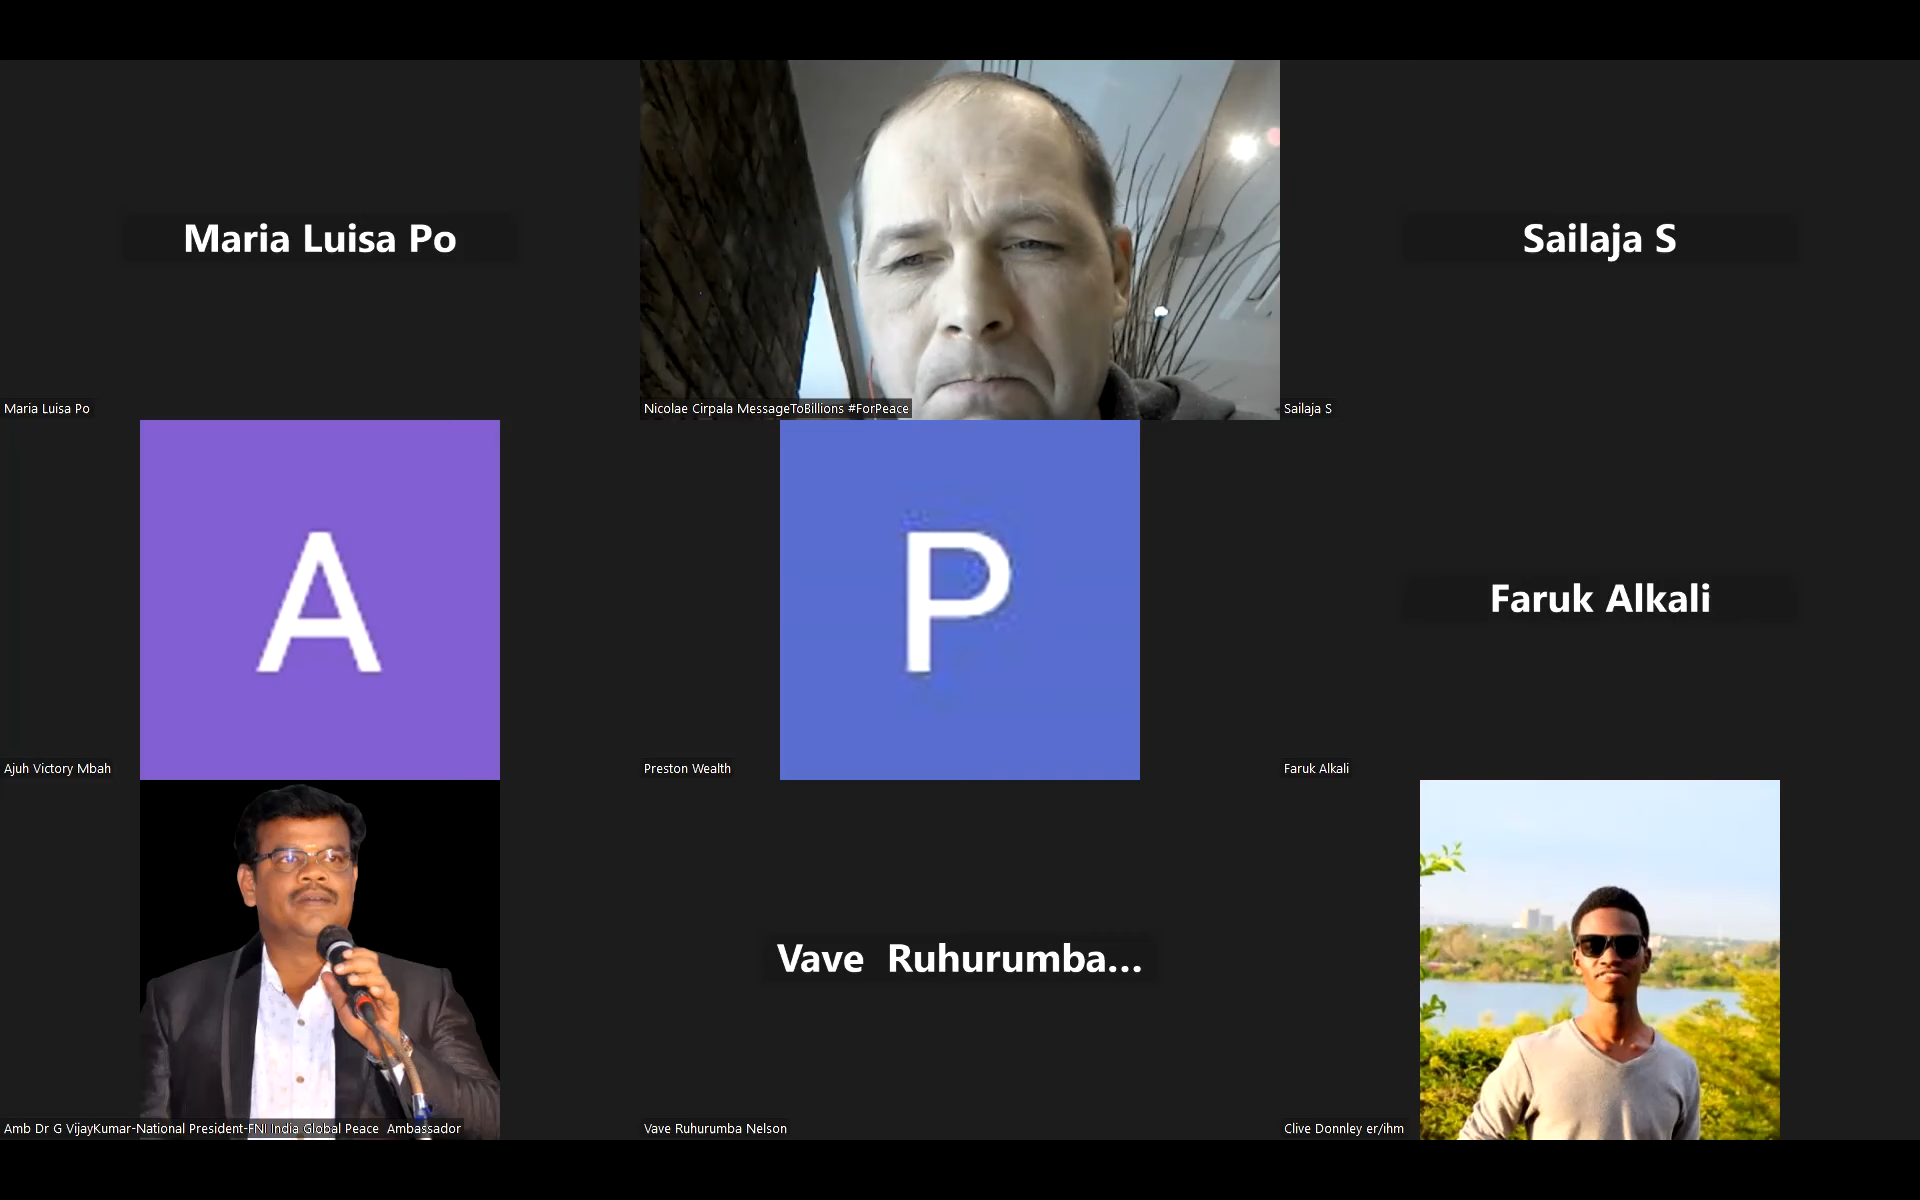 Maria Luisa Po
Maria Luisa Po
Nicolae Cirpala MessageToBillions #ForPeace
Sailaja S
Sailaja S
A
Ajuh Victory Mbah
P
Preston Wealth
Faruk Alkali
Faruk Alkali
Amb Dr G VijayKumar-National President-FNI India Global Peace  Ambassador
Vave  Ruhurumba...
Vave Ruhurumba Nelson
Clive Donnley er/ihm